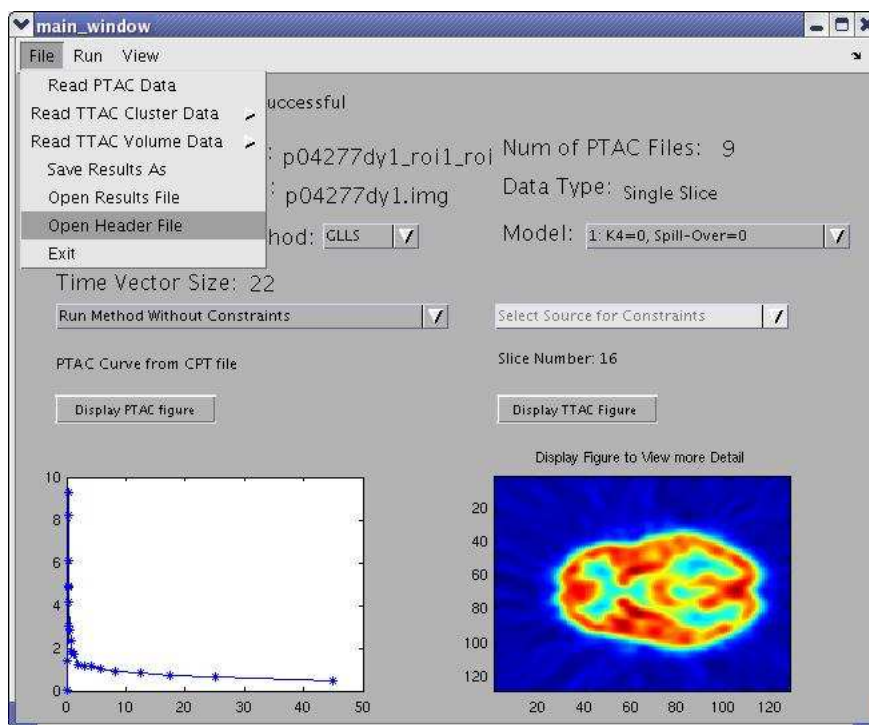 main_window
File Run View
Read PTAC Data
Read TTAC Cluster Data
Read TTAC Volume Data
Save Results As
Open Results File
Open Header File
Exit
uccessful
: p04277dy1_roi1_roi
Num of PTAC Files: 9
: p04277dy1.img
Data Type: Single Slice
hod: GLLS
Model: 1: K4=0, Spill-Over=0
Time Vector Size: 22
Run Method Without Constraints
Select Source for Constraints
PTAC Curve from CPT file
Slice Number: 16
Display PTAC figure
Display TTAC Figure
Display Figure to View more Detail
10
8
6
4
2
0
0 10 20 30 40 50
20
40
60
80
100
120
20 40 60 80 100 120